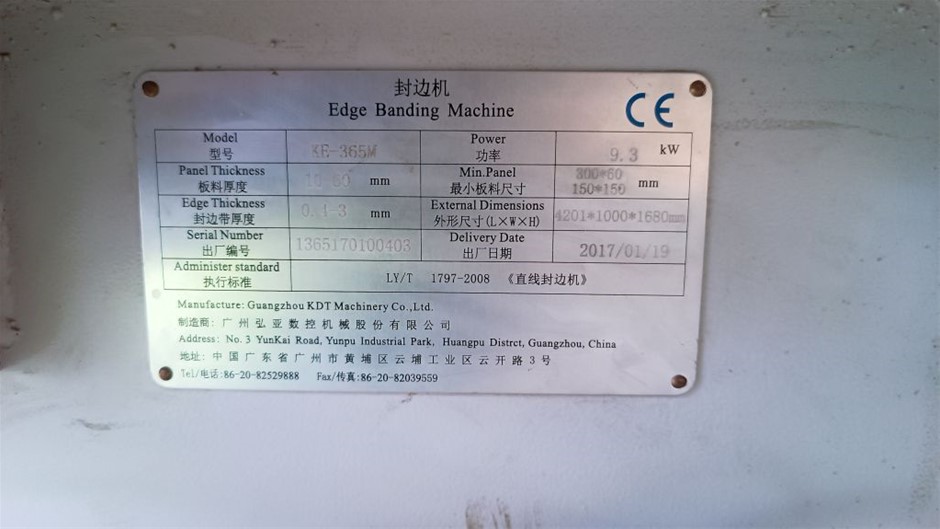 封边机
Edge Banding Machine
CE
Model 型号 KE-365M Power 功率 9.3 kW
Panel Thickness 板料厚度 10-60 mm Min.Panel 最小板料尺寸 300*60 150*150 mm
Edge Thickness 封边带厚度 0.4-3 mm External Dimensions 外形尺寸(L×W×H) 4201*1000*1680mm
Serial Number 出厂编号 1365170100403 Delivery Date 出厂日期 2017/01/19
Administer standard 执行标准 LY/T 1797-2008 《直线封边机》
Manufacture: Guangzhou KDT Machinery Co.,Ltd.
制造商: 广州弘亚数控机械股份有限公司
Address: No.3 YunKai Road, Yunpu Industrial Park, Huangpu Distrct, Guangzhou, China
地址: 中国广东省广州市黄埔区云埔工业区云开路3号
Tel/电话:86-20-82529888 Fax/传真:86-20-82039559